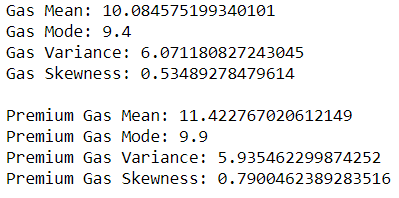 Gas Mean: 10.084575199340101
Gas Mode: 9.4
Gas Variance: 6.071180827243045
Gas Skewness: 0.53489278479614
Premium Gas Mean: 11.422767020612149
Premium Gas Mode: 9.9
Premium Gas Variance: 5.935462299874252
Premium Gas Skewness: 0.7900462389283516